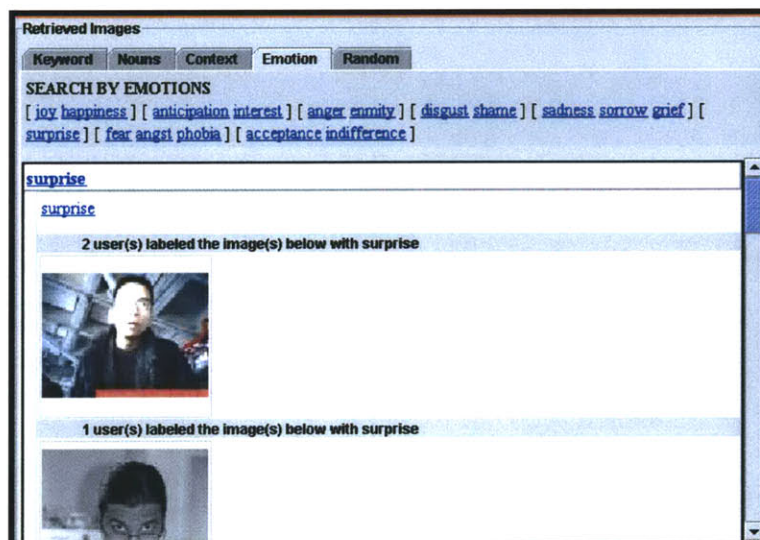 Retrieved Images
Keyword Nouns Context Emotion Random
SEARCH BY EMOTIONS
[ joy happiness ] [ anticipation interest ] [ anger enmity ] [ disgust shame ] [ sadness sorrow grief ] [
surprise ] [ fear angst phobia ] [ acceptance indifference ]
surprise
surprise
2 user(s) labeled the image(s) below with surprise
1 user(s) labeled the image(s) below with surprise